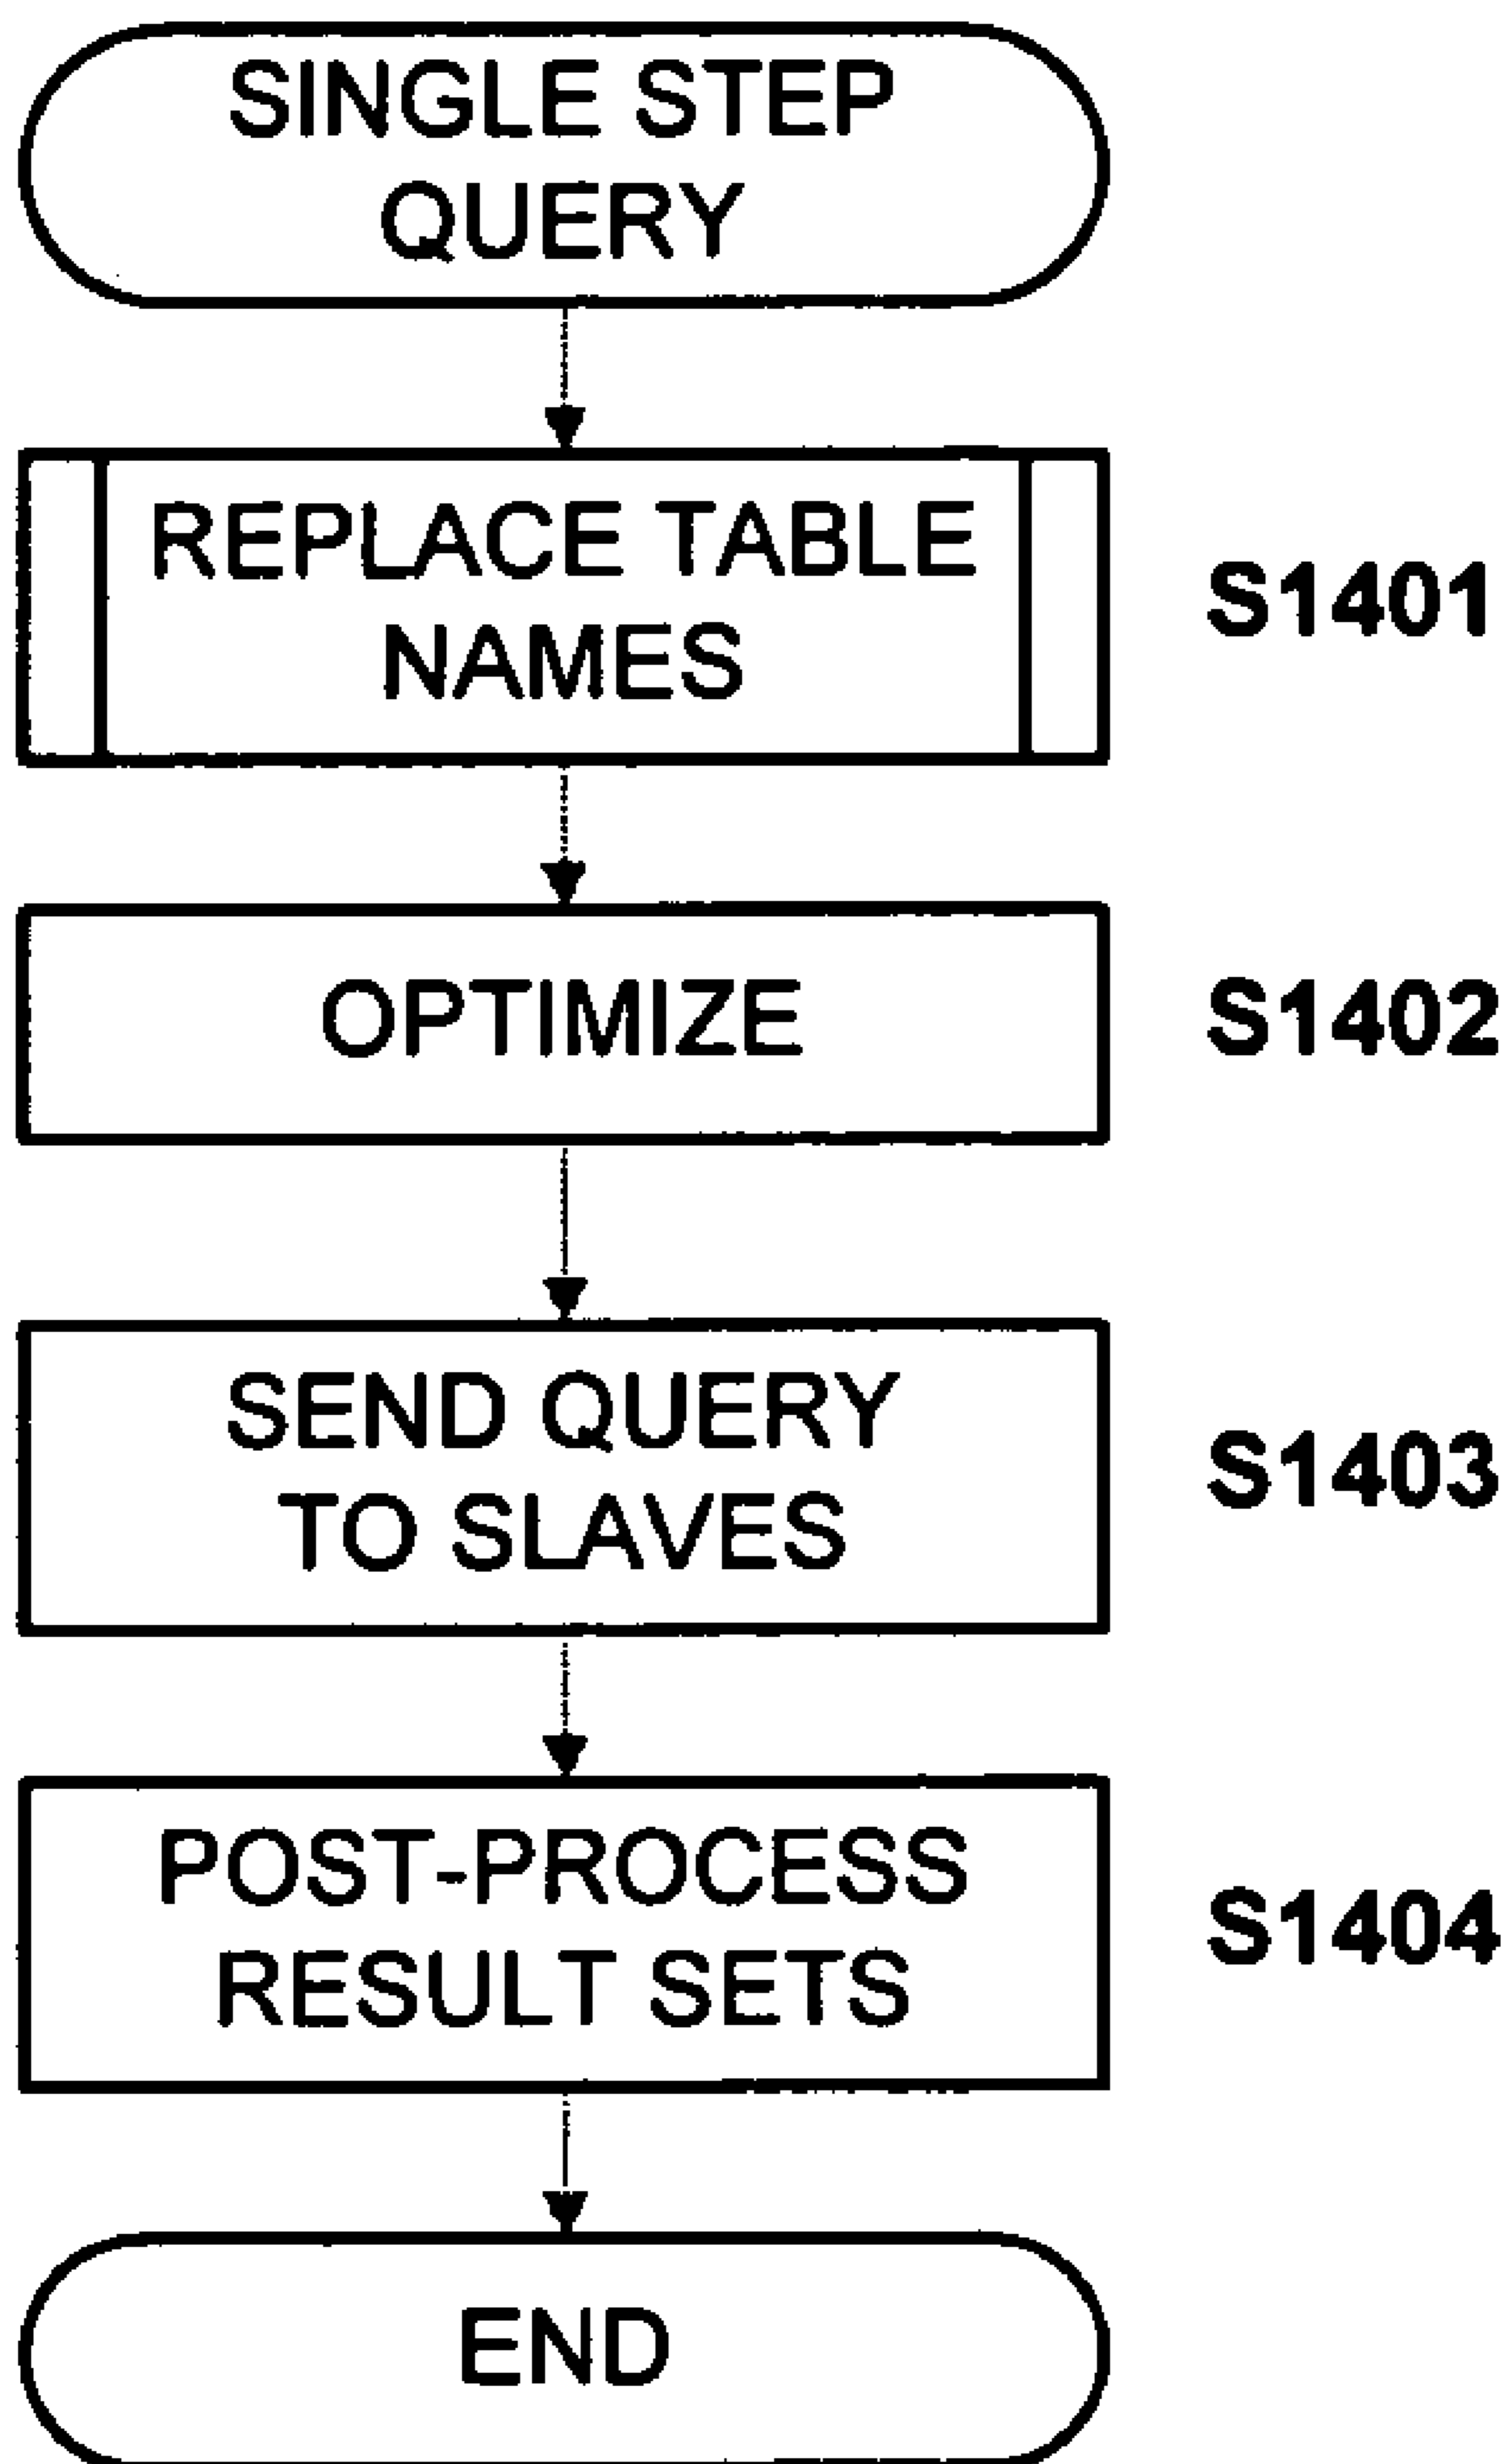 SINGLE STEP
QUERY
REPLACE TABLE
NAMES
S1401
OPTIMIZE
S1402
SEND QUERY
TO SLAVES
S1403
POST-PROCESS
RESULT SETS
S1404
END